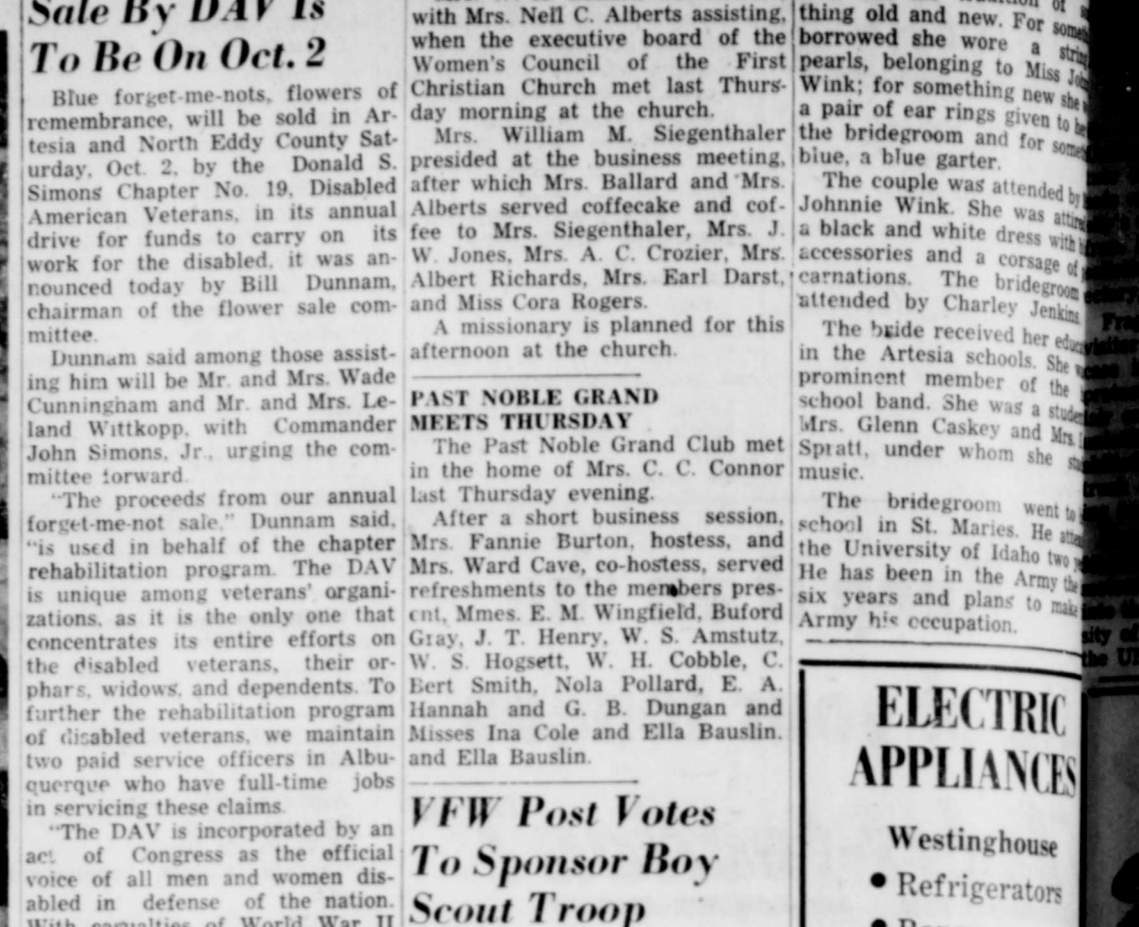 Sale By DAV Is
To Be On Oct. 2
Blue forget-me-nots, flowers of
remembrance, will be sold in Ar-
tesia and North Eddy County Sat-
urday, Oct. 2, by the Donald S.
Simons Chapter No. 19, Disabled
American Veterans, in its annual
drive for funds to carry on its
work for the disabled, it was an-
nounced today by Bill Dunnam,
chairman of the flower sale com-
mittee.
Dunnam said among those assist-
ing him will be Mr. and Mrs. Wade
Cunningham and Mr. and Mrs. Le-
land Wittkopp, with Commander
John Simons, Jr., urging the com-
mittee forward.
"The proceeds from our annual
forget-me-not sale," Dunnam said,
"is used in behalf of the chapter
rehabilitation program. The DAV
is unique among veterans' organi-
zations, as it is the only one that
concentrates its entire efforts on
the disabled veterans, their or-
phans, widows, and dependents. To
further the rehabilitation program
of disabled veterans, we maintain
two paid service officers in Albu-
querque who have full-time jobs
in servicing these claims.
"The DAV is incorporated by an
act of Congress as the official
voice of all men and women dis-
abled in defense of the nation.
With casualties of World War II
with Mrs. Nell C. Alberts assisting,
when the executive board of the
Women's Council of the First
Christian Church met last Thurs-
day morning at the church.
Mrs. William M. Siegenthaler
presided at the business meeting,
after which Mrs. Ballard and Mrs.
Alberts served coffecake and cof-
fee to Mrs. Siegenthaler, Mrs. J.
W. Jones, Mrs. A. C. Crozier, Mrs.
Albert Richards, Mrs. Earl Darst,
and Miss Cora Rogers.
A missionary is planned for this
afternoon at the church.
PAST NOBLE GRAND
MEETS THURSDAY
The Past Noble Grand Club met
in the home of Mrs. C. C. Connor
last Thursday evening.
After a short business session,
Mrs. Fannie Burton, hostess, and
Mrs. Ward Cave, co-hostess, served
refreshments to the members pres-
ent, Mmes. E. M. Wingfield, Buford
Gray, J. T. Henry, W. S. Amstutz,
W. S. Hogsett, W. H. Cobble, C.
Bert Smith, Nola Pollard, E. A.
Hannah and G. B. Dungan and
Misses Ina Cole and Ella Bauslin.
and Ella Bauslin.
VFW Post Votes
To Sponsor Boy
Scout Troop
thing old and new. For
borrowed she wore a
pearls, belonging to Miss
Wink; for something new she
a pair of ear rings given to
the bridegroom and for
blue, a blue garter.
The couple was attended by
Johnnie Wink. She was
a black and white dress with
accessories and a corsage of
carnations. The bridegroom
attended by Charley Jenkins.
The bride received her
in the Artesia schools. She
prominent member of the
school band. She was a
Mrs. Glenn Caskey and Mrs.
Spratt, under whom she
music.
The bridegroom went to
school in St. Maries. He
the University of Idaho two
He has been in the Army the
six years and plans to make
Army his occupation.
ELECTRIC
APPLIANCES
Westinghouse
• Refrigerators